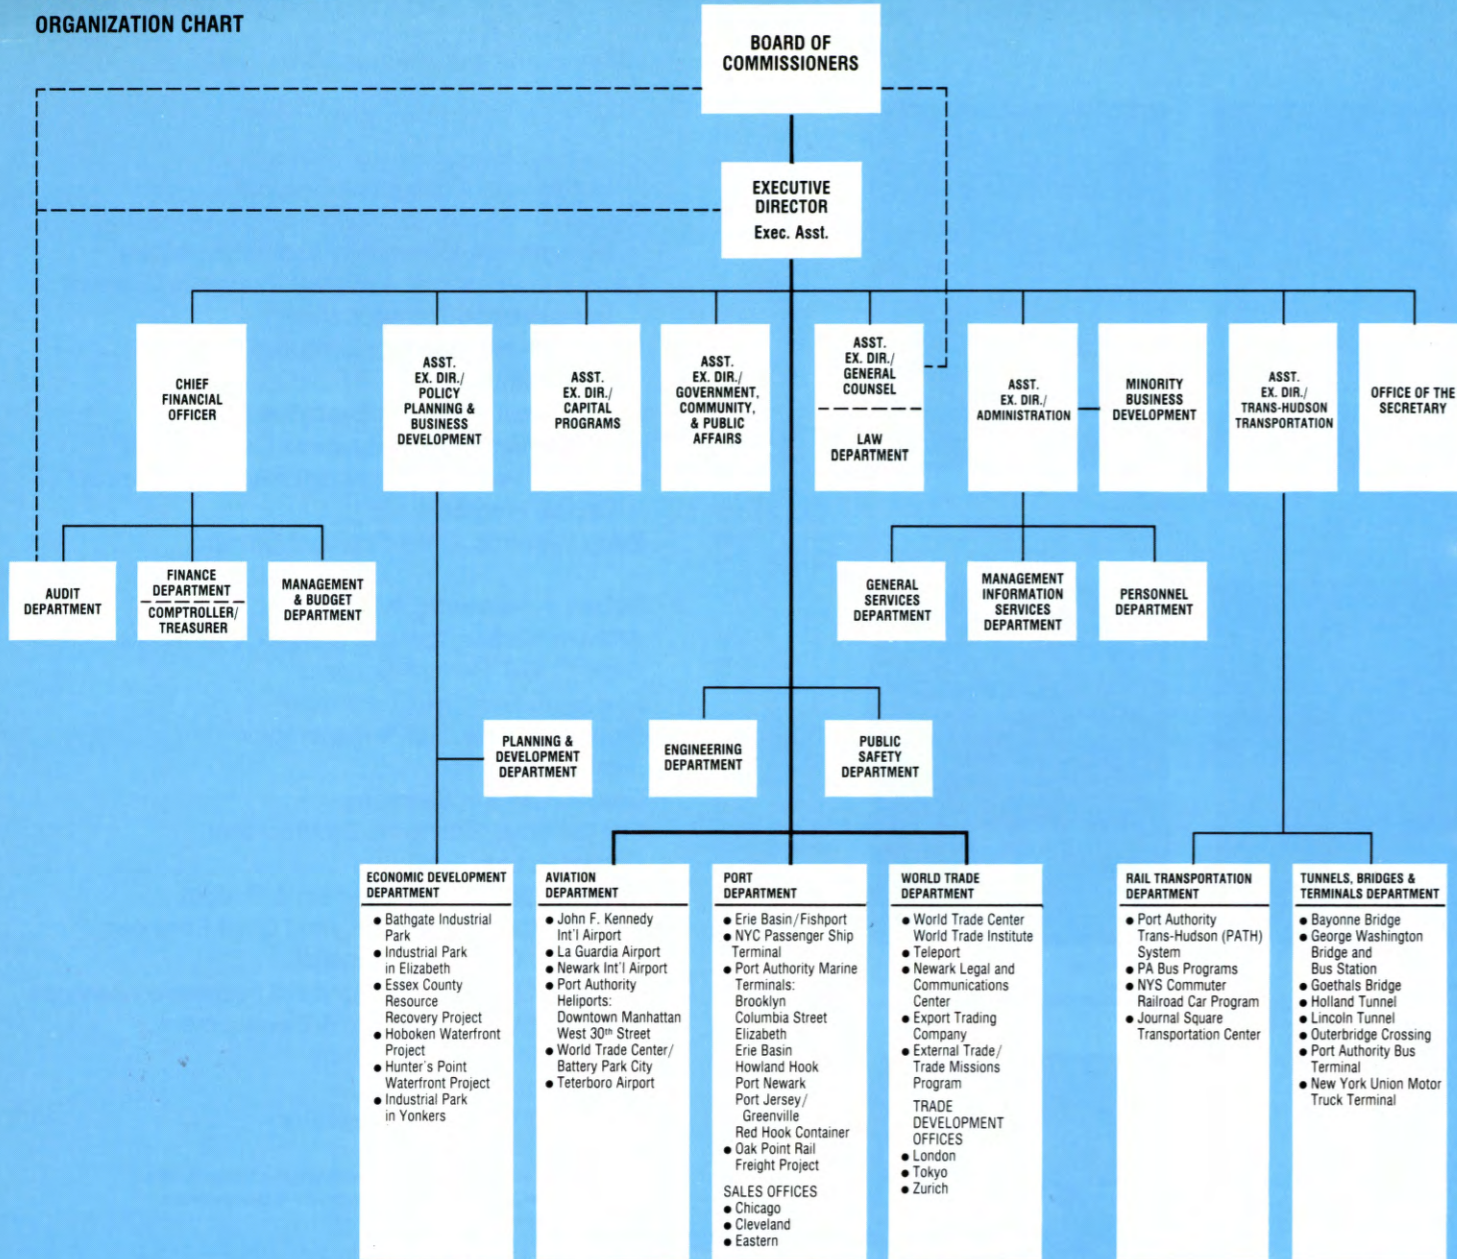 ORGANIZATION CHART
BOARD OF
COMMISSIONERS
EXECUTIVE
DIRECTOR
Exec. Asst.
CHIEF
FINANCIAL
OFFICER
ASST.
EX. DIR./
POLICY
PLANNING &
BUSINESS
DEVELOPMENT
ASST.
EX. DIR./
CAPITAL
PROGRAMS
ASST.
EX. DIR./
GOVERNMENT,
COMMUNITY,
& PUBLIC
AFFAIRS
ASST.
EX. DIR./
GENERAL
COUNSEL
LAW
DEPARTMENT
ASST.
EX. DIR./
ADMINISTRATION
MINORITY
BUSINESS
DEVELOPMENT
ASST.
EX. DIR./
TRANS-HUDSON
TRANSPORTATION
OFFICE OF THE
SECRETARY
AUDIT
DEPARTMENT
FINANCE
DEPARTMENT
COMPTROLLER/
TREASURER
MANAGEMENT
& BUDGET
DEPARTMENT
GENERAL
SERVICES
DEPARTMENT
MANAGEMENT
INFORMATION
SERVICES
DEPARTMENT
PERSONNEL
DEPARTMENT
PLANNING &
DEVELOPMENT
DEPARTMENT
ENGINEERING
DEPARTMENT
PUBLIC
SAFETY
DEPARTMENT
ECONOMIC DEVELOPMENT
DEPARTMENT
● Bathgate Industrial
Park
● Industrial Park
in Elizabeth
● Essex County
Resource
Recovery Project
● Hoboken Waterfront
Project
● Hunter's Point
Waterfront Project
● Industrial Park
in Yonkers
AVIATION
DEPARTMENT
● John F. Kennedy
Int'l Airport
● La Guardia Airport
● Newark Int'l Airport
● Port Authority
Heliports:
Downtown Manhattan
West 30th Street
● World Trade Center/
Battery Park City
● Teterboro Airport
PORT
DEPARTMENT
● Erie Basin/Fishport
● NYC Passenger Ship
Terminal
● Port Authority Marine
Terminals:
Brooklyn
Columbia Street
Elizabeth
Erie Basin
Howland Hook
Port Newark
Port Jersey/
Greenville
Red Hook Container
● Oak Point Rail
Freight Project
SALES OFFICES
● Chicago
● Cleveland
● Eastern
WORLD TRADE
DEPARTMENT
● World Trade Center
World Trade Institute
● Teleport
● Newark Legal and
Communications
Center
● Export Trading
Company
● External Trade/
Trade Missions
Program
TRADE
DEVELOPMENT
OFFICES
● London
● Tokyo
● Zurich
RAIL TRANSPORTATION
DEPARTMENT
● Port Authority
Trans-Hudson (PATH)
System
● PA Bus Programs
● NYS Commuter
Railroad Car Program
● Journal Square
Transportation Center
TUNNELS, BRIDGES &
TERMINALS DEPARTMENT
● Bayonne Bridge
● George Washington
Bridge and
Bus Station
● Goethals Bridge
● Holland Tunnel
● Lincoln Tunnel
● Outerbridge Crossing
● Port Authority Bus
Terminal
● New York Union Motor
Truck Terminal